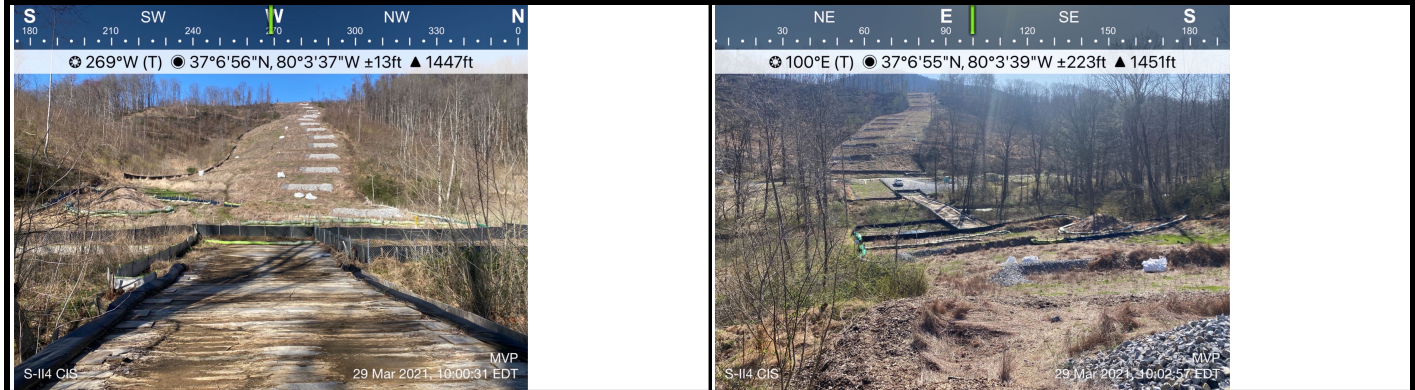 S SW W NW N
180 210 240 270 300 330 0
269°W (T) 37°6'56"N, 80°3'37"W ±13ft ▲ 1447ft
MVP
S-II4 CIS 29 Mar 2021, 10:00:31 EDT
NE E SE S
30 60 90 120 150 180
100°E (T) 37°6'55"N, 80°3'39"W ±223ft ▲ 1451ft
MVP
S-II4 CIS 29 Mar 2021, 10:02:57 EDT